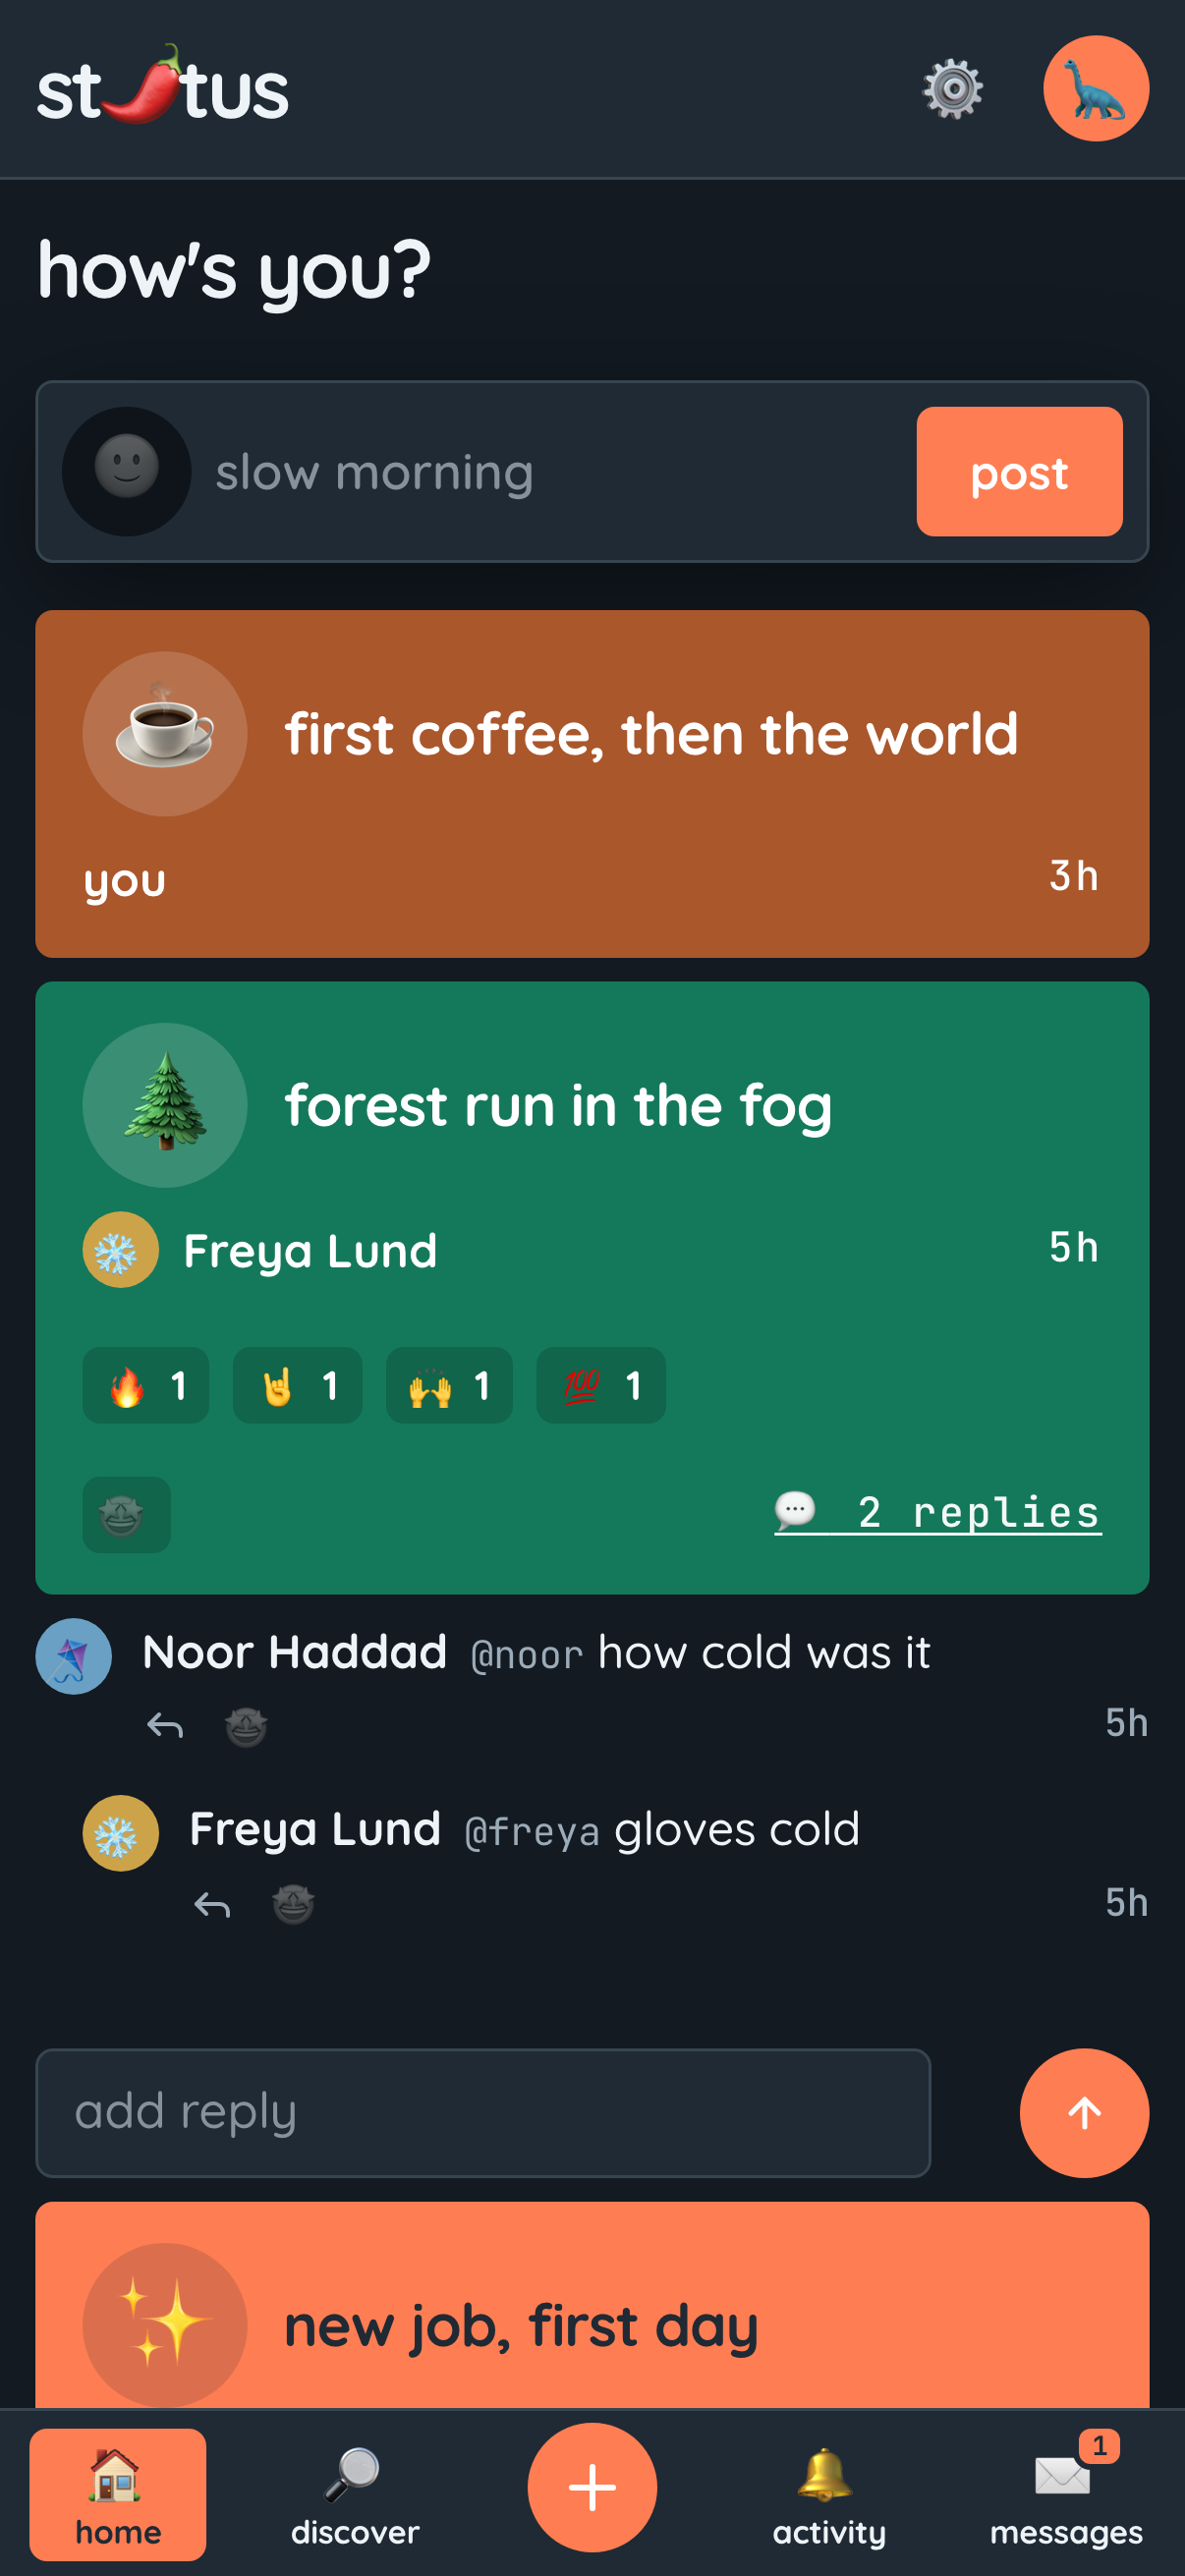 st🌶️tus
how's you?
slow morning
post
first coffee, then the world
you 3h
forest run in the fog
Freya Lund 5h
🔥 1 🤘 1 🙌 1 💯 1
💬 2 replies
Noor Haddad @noor how cold was it
5h
Freya Lund @freya gloves cold
5h
add reply
new job, first day
1
home discover activity messages